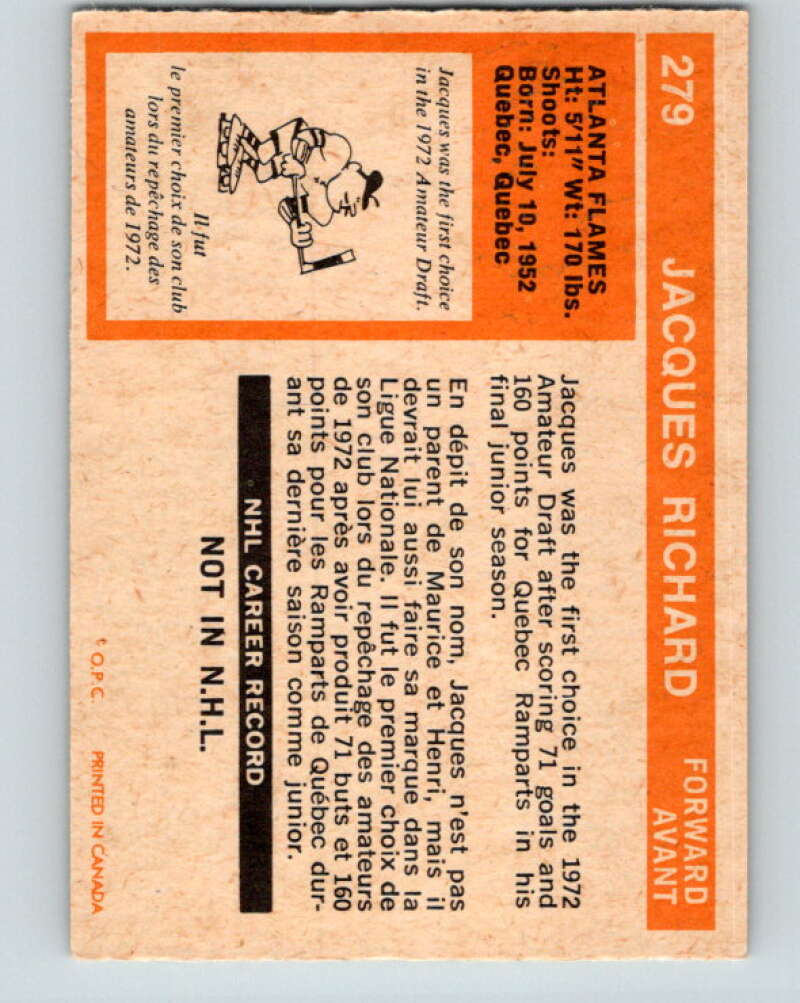 279
JACQUES RICHARD
FORWARD
AVANT
ATLANTA FLAMES
Ht: 5'11" Wt: 170 lbs.
Shoots:
Born: July 10, 1952
Quebec, Quebec
Jacques was the first choice
in the 1972 Amateur Draft.
Il fut
le premier choix de son club
lors du repêchage des
amateurs de 1972.
Jacques was the first choice in the 1972
Amateur Draft after scoring 71 goals and
160 points for Quebec Ramparts in his
final junior season.
En dépit de son nom, Jacques n'est pas
un parent de Maurice et Henri, mais il
devrait lui aussi faire sa marque dans la
Ligue Nationale. Il fut le premier choix de
son club lors du repêchage des amateurs
de 1972 après avoir produit 71 buts et 160
points pour les Ramparts de Québec dur-
ant sa dernière saison comme junior.
NHL CAREER RECORD
NOT IN N.H.L.
O.P.C. PRINTED IN CANADA